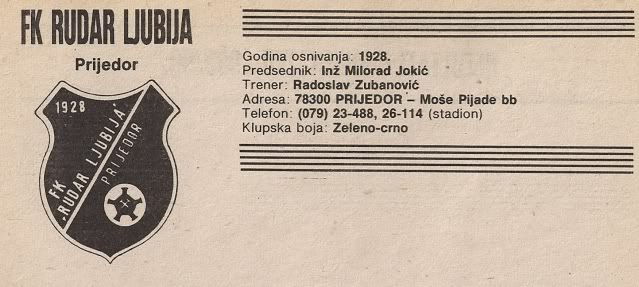 FK RUDAR LJUBIJA
Prijedor
1928
FK
"RUDAR LJUBIJA"
PRIJEDOR
Godina osnivanja: 1928.
Predsednik: Inž Milorad Jokić
Trener: Radoslav Zubanović
Adresa: 78300 PRIJEDOR – Moše Pijade bb
Telefon: (079) 23-488, 26-114 (stadion)
Klupska boja: Zeleno-crno